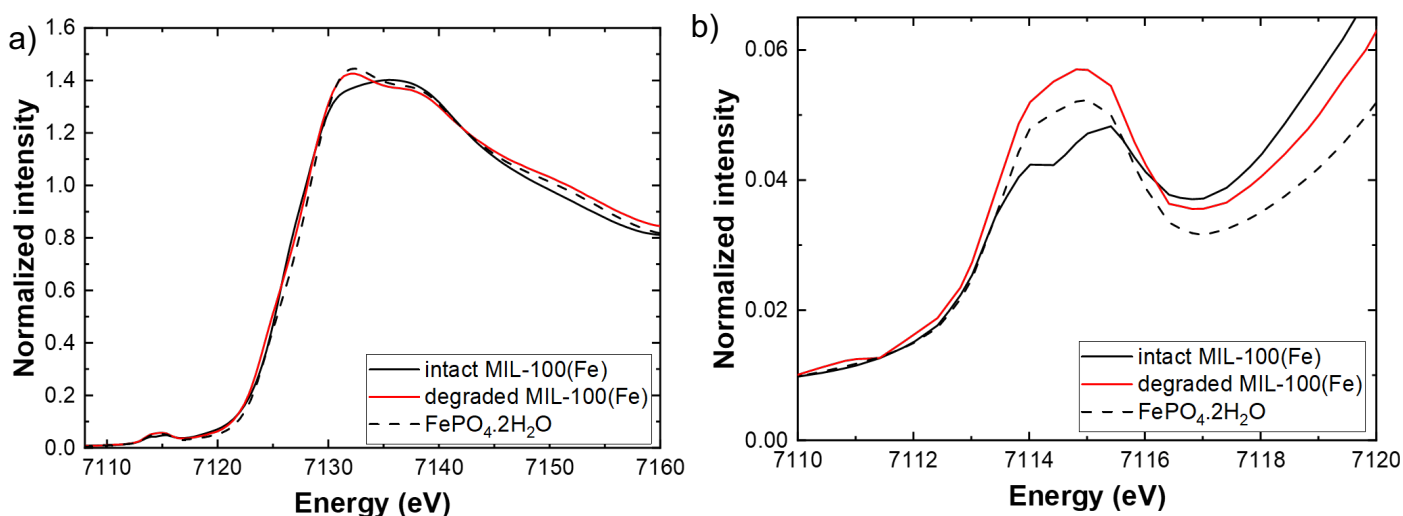 a)
Normalized intensity
1.6
1.4
1.2
1.0
0.8
0.6
0.4
0.2
0.0
7110
7120
7130
7140
7150
7160
Energy (eV)
intact MIL-100(Fe)
degraded MIL-100(Fe)
FePO₄.2H₂O
b)
Normalized intensity
0.06
0.04
0.02
0.00
7110
7112
7114
7116
7118
7120
Energy (eV)
intact MIL-100(Fe)
degraded MIL-100(Fe)
FePO₄.2H₂O